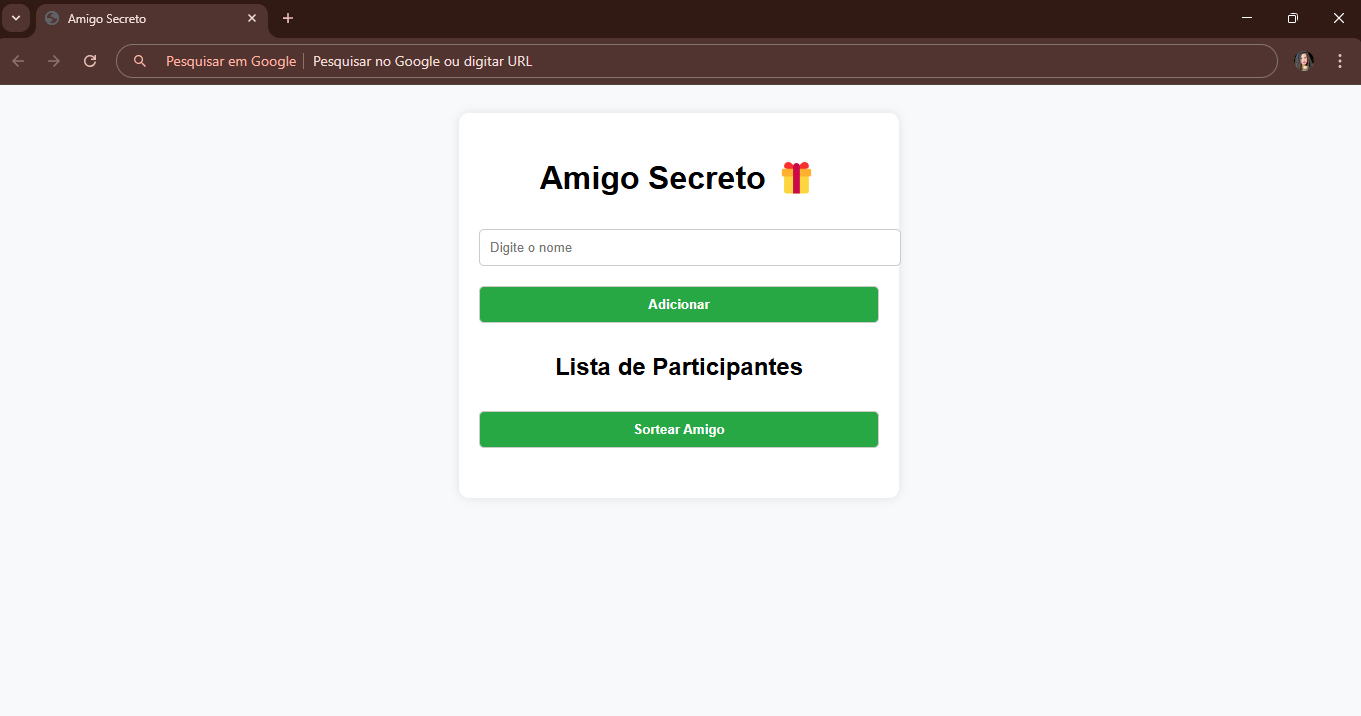 Amigo Secreto
Pesquisar em Google
Pesquisar no Google ou digitar URL
Amigo Secreto 🎁
Digite o nome
Adicionar
Lista de Participantes
Sortear Amigo